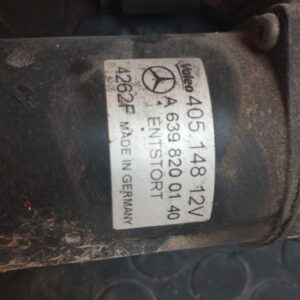 Valeo 405 148 12V
A 639 820 01 40
ENTSTÖRT
4262F MADE IN GERMANY